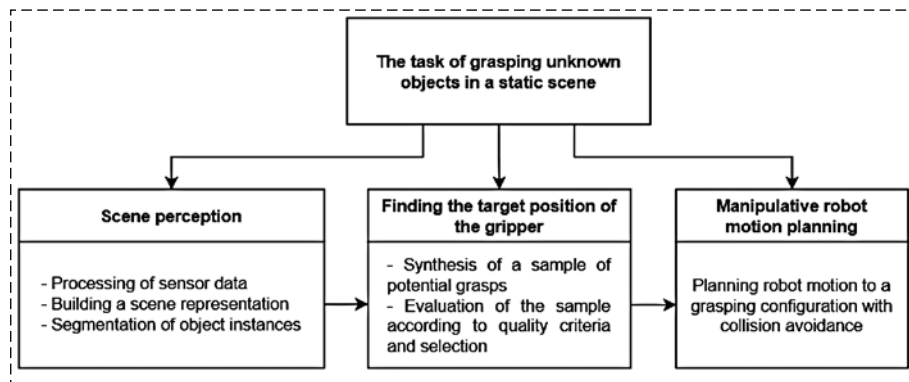 The task of grasping unknown
objects in a static scene
Scene perception
- Processing of sensor data
- Building a scene representation
- Segmentation of object instances
Finding the target position of
the gripper
- Synthesis of a sample of
potential grasps
- Evaluation of the sample
according to quality criteria
and selection
Manipulative robot
motion planning
Planning robot motion to a
grasping configuration with
collision avoidance